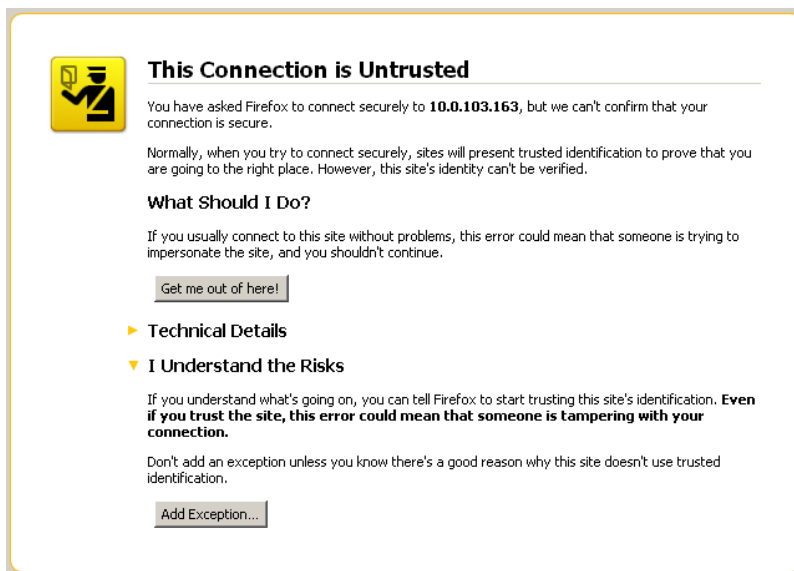 This Connection is Untrusted
You have asked Firefox to connect securely to 10.0.103.163, but we can't confirm that your
connection is secure.
Normally, when you try to connect securely, sites will present trusted identification to prove that you
are going to the right place. However, this site's identity can't be verified.
What Should I Do?
If you usually connect to this site without problems, this error could mean that someone is trying to
impersonate the site, and you shouldn't continue.
Get me out of here!
Technical Details
I Understand the Risks
If you understand what's going on, you can tell Firefox to start trusting this site's identification. Even
if you trust the site, this error could mean that someone is tampering with your
connection.
Don't add an exception unless you know there's a good reason why this site doesn't use trusted
identification.
Add Exception...